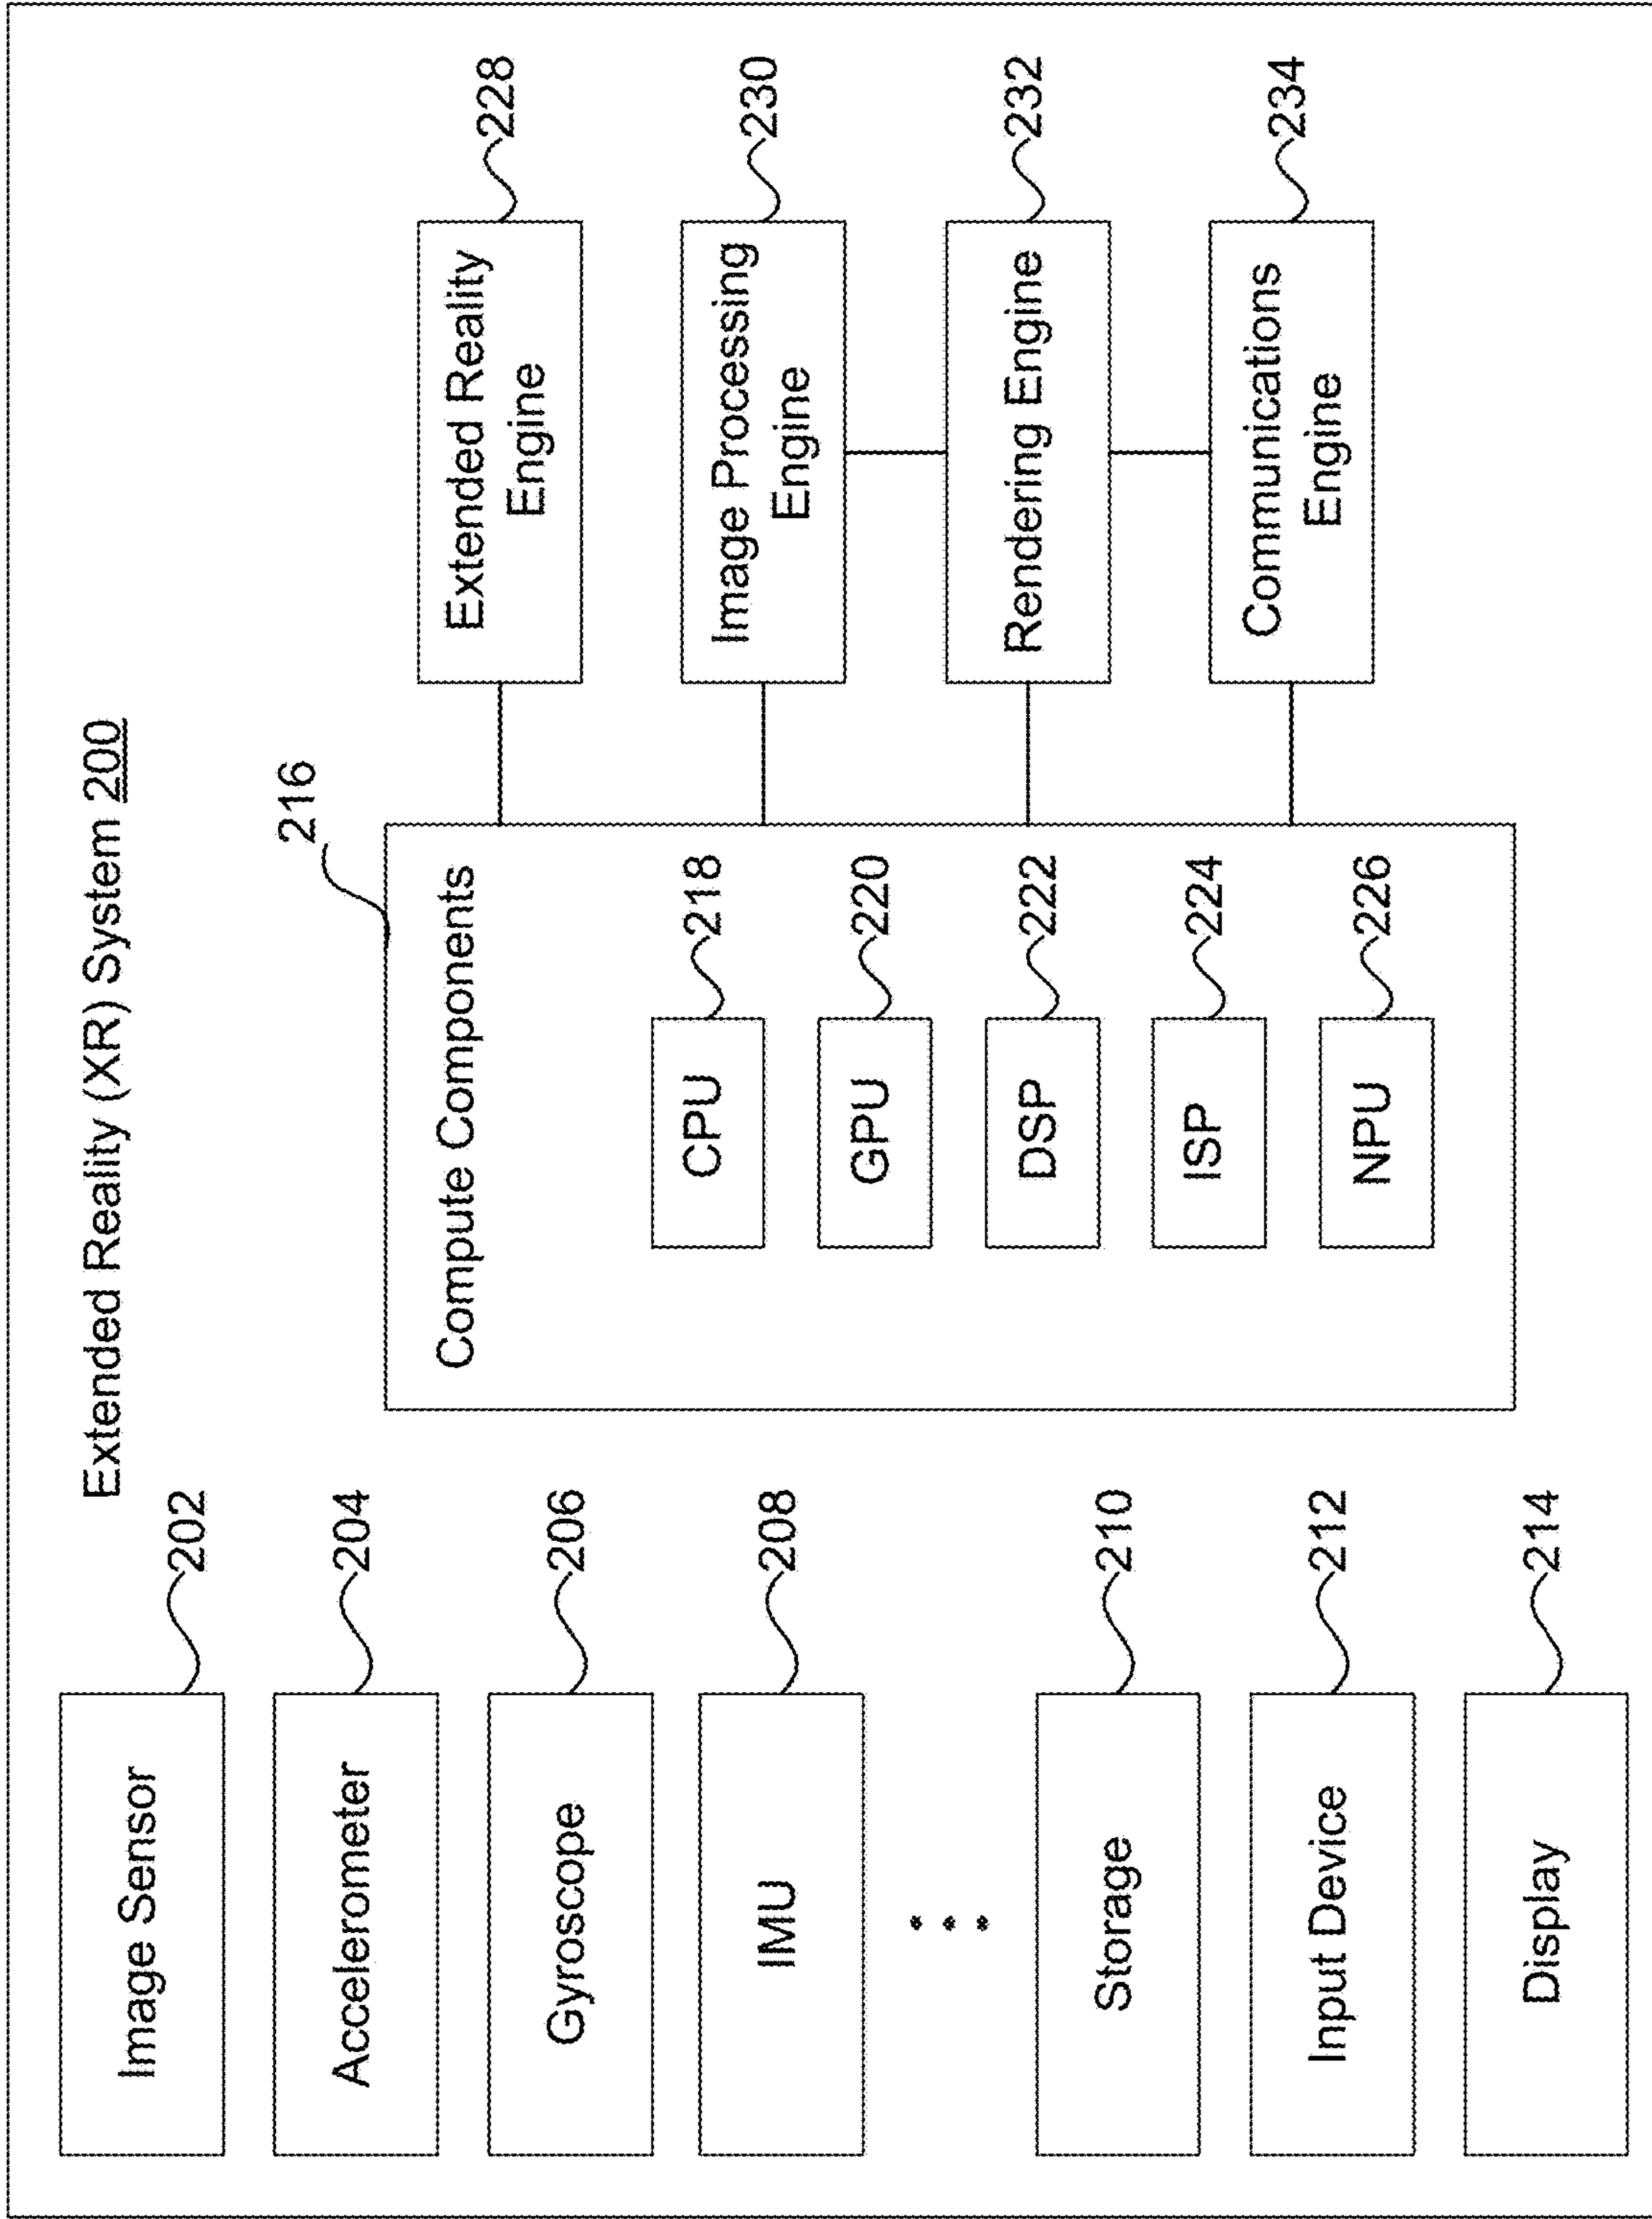 Extended Reality (XR) System 200
Image Sensor
202
Accelerometer
204
Gyroscope
206
IMU
208
Storage
210
Input Device
212
Display
214
216
Compute Components
CPU
218
GPU
220
DSP
222
ISP
224
NPU
226
Extended Reality
Engine
228
Image Processing
Engine
230
Rendering Engine
232
Communications
Engine
234